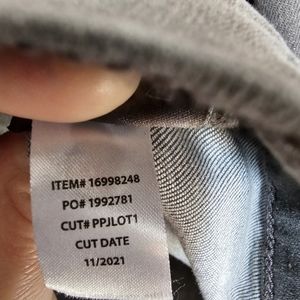 ITEM# 16998248
PO# 1992781
CUT# PPJLOT1
CUT DATE
11/2021